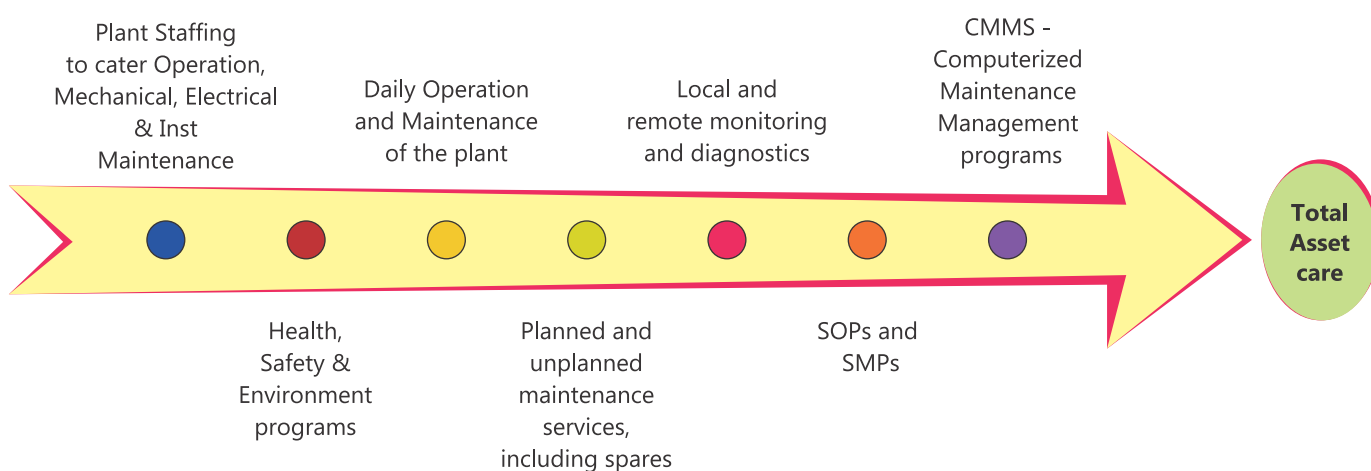 Plant Staffing
to cater Operation,
Mechanical, Electrical
& Inst
Maintenance
Health,
Safety &
Environment
programs
Daily Operation
and Maintenance
of the plant
Planned and
unplanned
maintenance
services,
including spares
Local and
remote monitoring
and diagnostics
SOPs and
SMPs
CMMS -
Computerized
Maintenance
Management
programs
Total
Asset
care